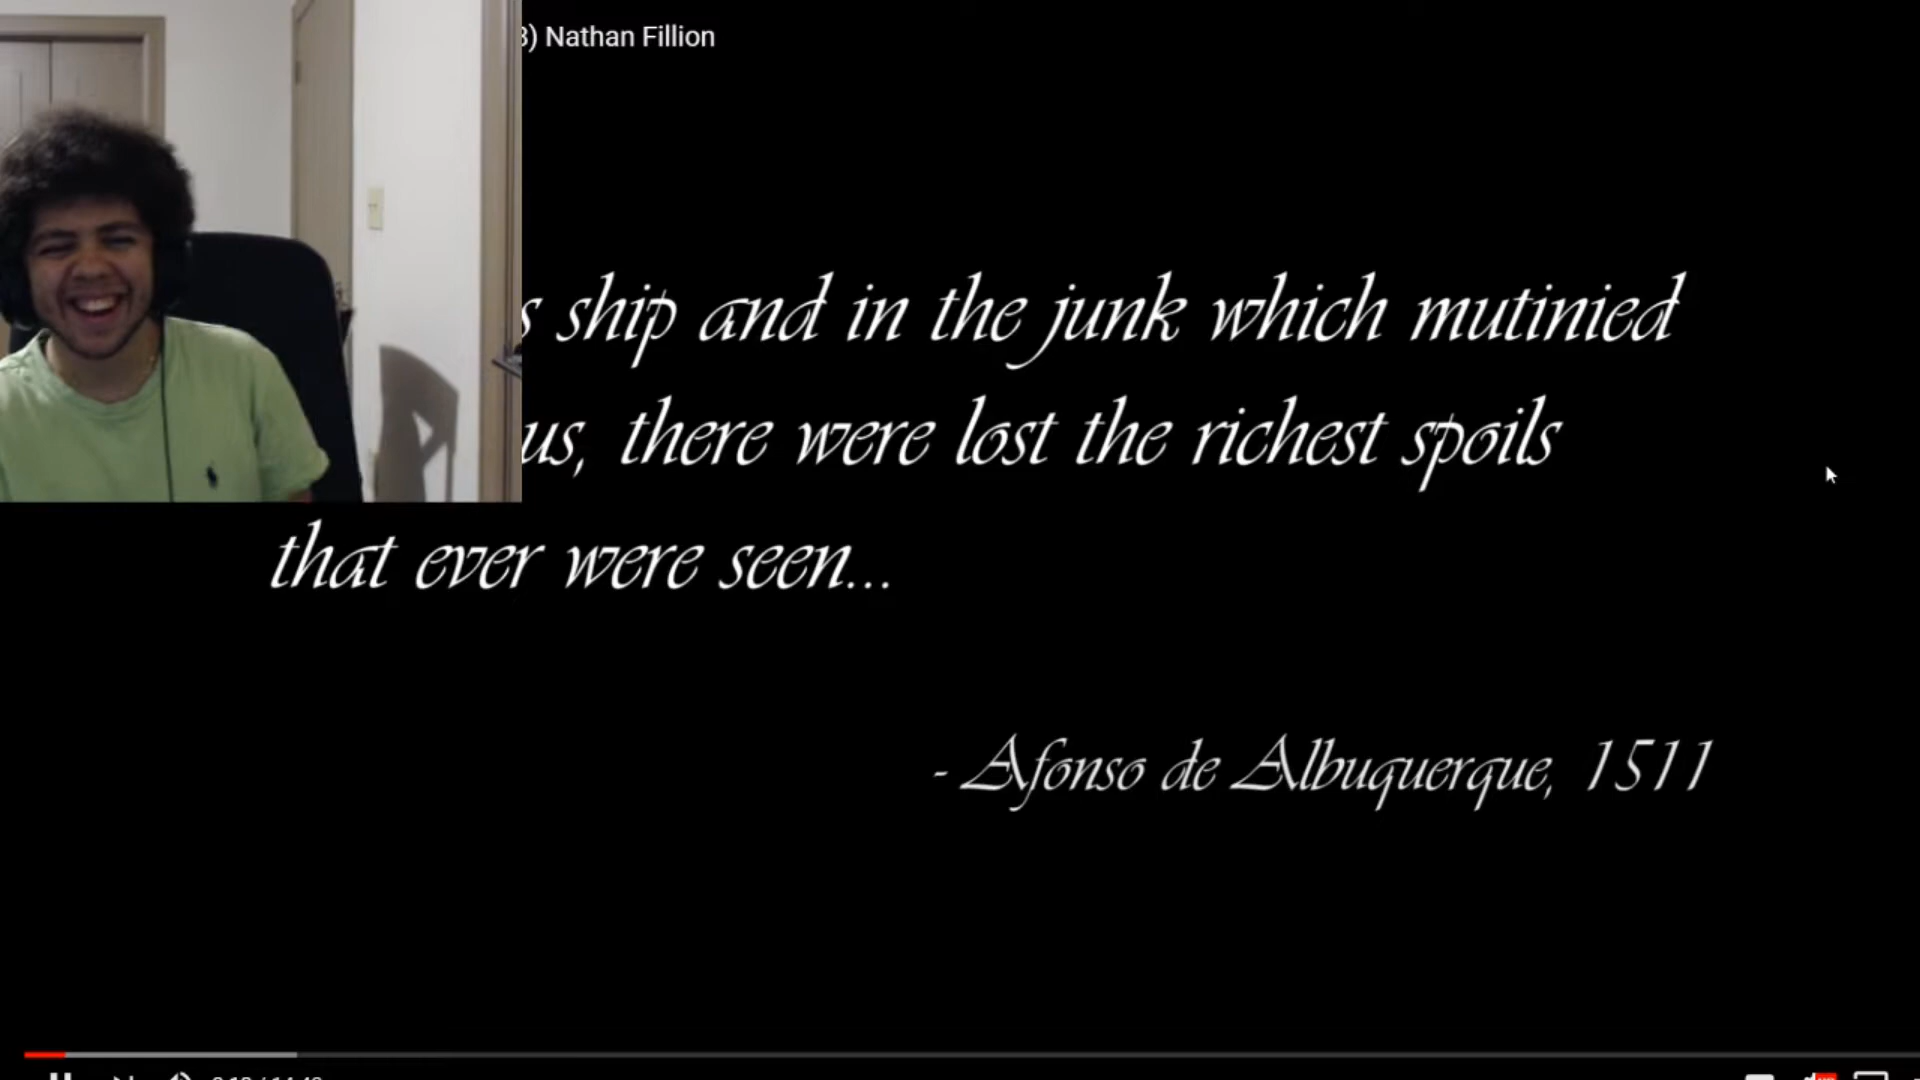 Nathan Fillion
ship and in the junk which mutinied
us, there were lost the richest spoils
that ever were seen...
- Afonso de Albuquerque, 1511